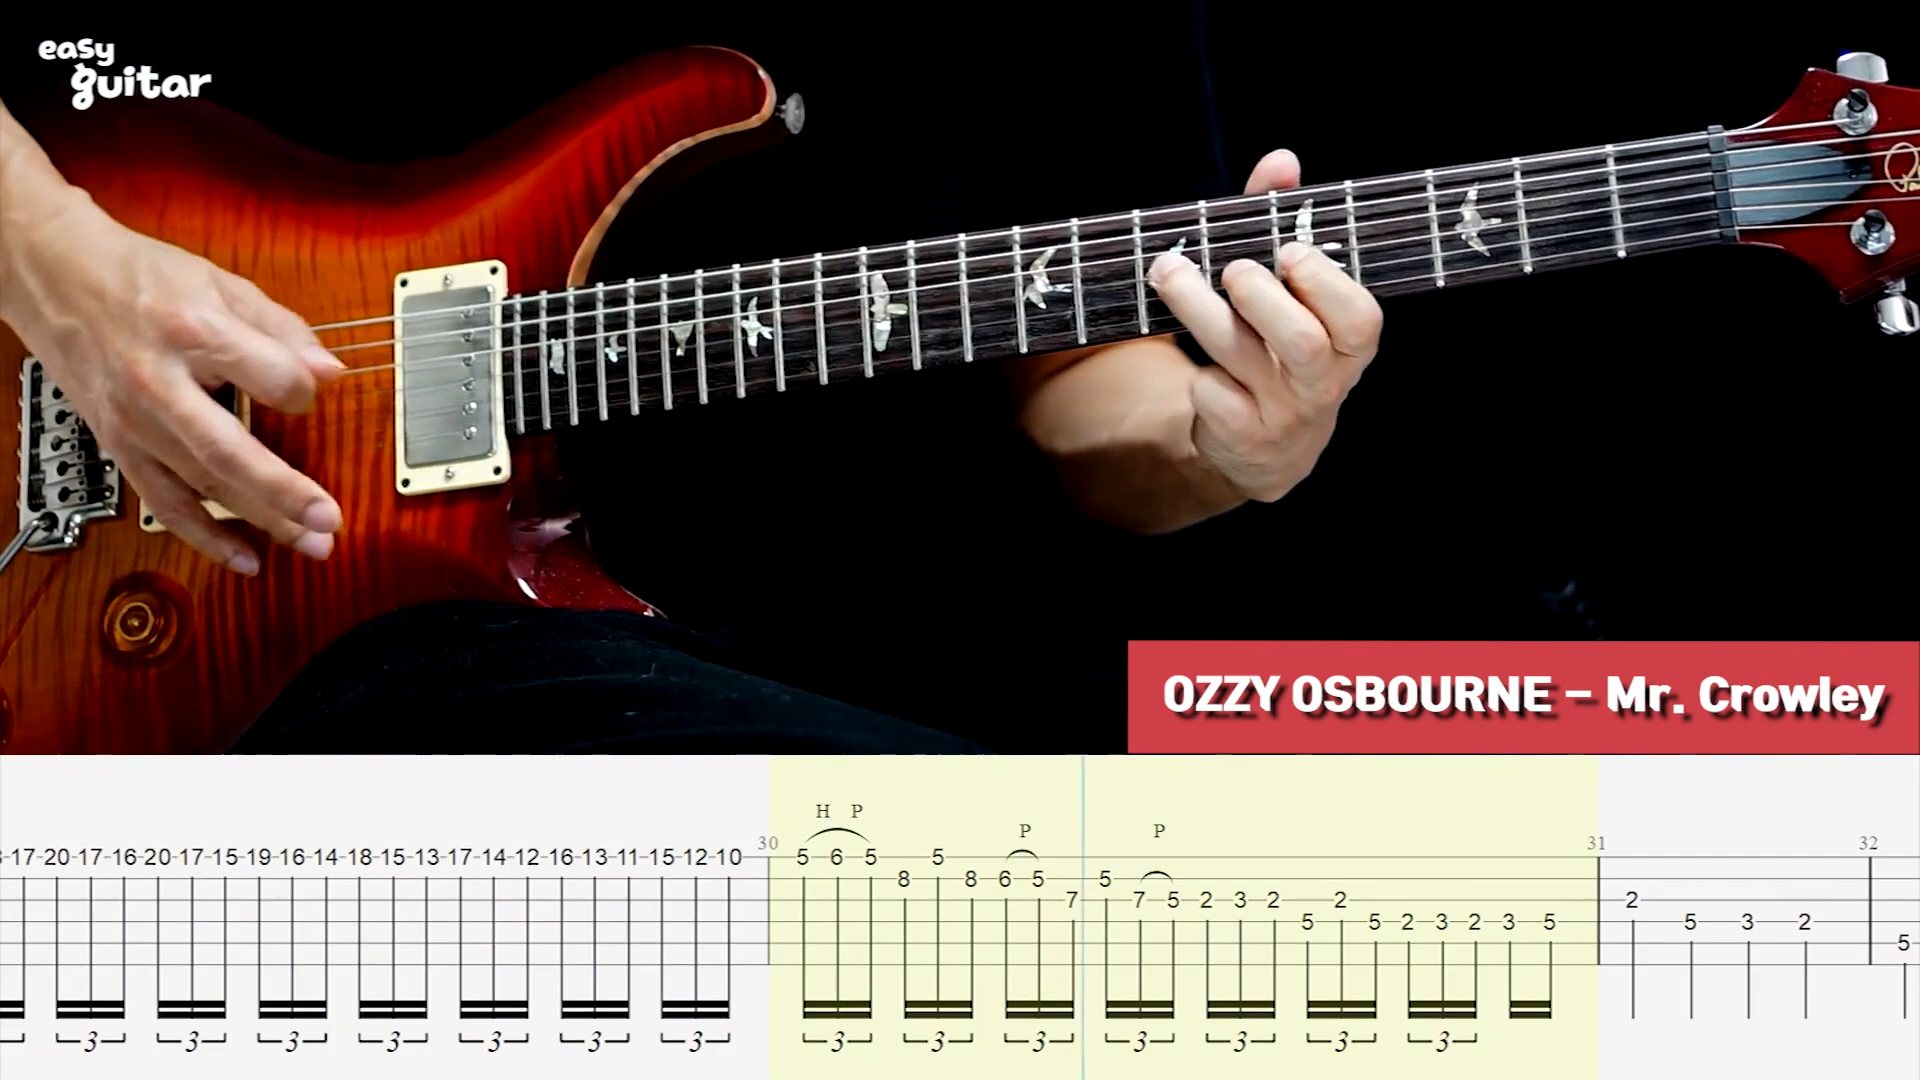 easy
guitar
OZZY OSBOURNE – Mr. Crowley
H P P P
30 31 32
17 20 17 16 20 17 15 19 16 14 18 15 13 17 14 12 16 13 11 15 12 10 5 6 5 5
8 8 6 5 5
7 7 5 2 3 2 2 2
5 5 2 3 2 3 5 5 3 2
5
3 3 3 3 3 3 3 3 3 3 3 3 3 3